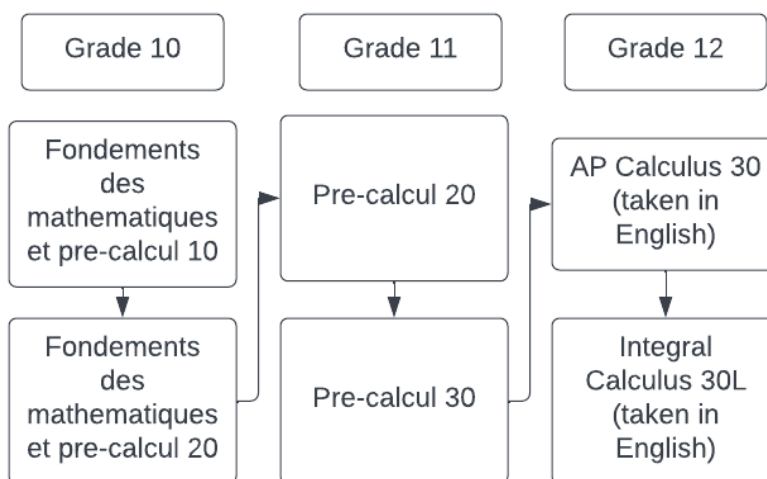 Grade 10
Grade 11
Grade 12
Fondements
des
mathematiques
et pre-calcul 10
Pre-calcul 20
AP Calculus 30
(taken in
English)
Fondements
des
mathematiques
et pre-calcul 20
Pre-calcul 30
Integral
Calculus 30L
(taken in
English)